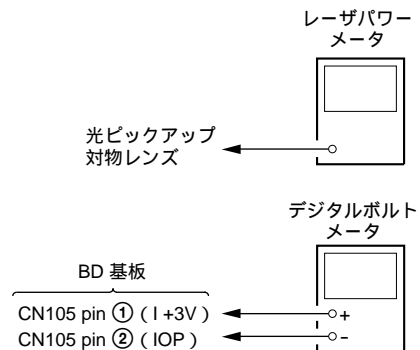 レーザパワー
メータ
光ピックアップ
対物レンズ
デジタルボルト
メータ
BD 基板
CN105 pin ① ( I +3V )
+
CN105 pin ② ( IOP )
–